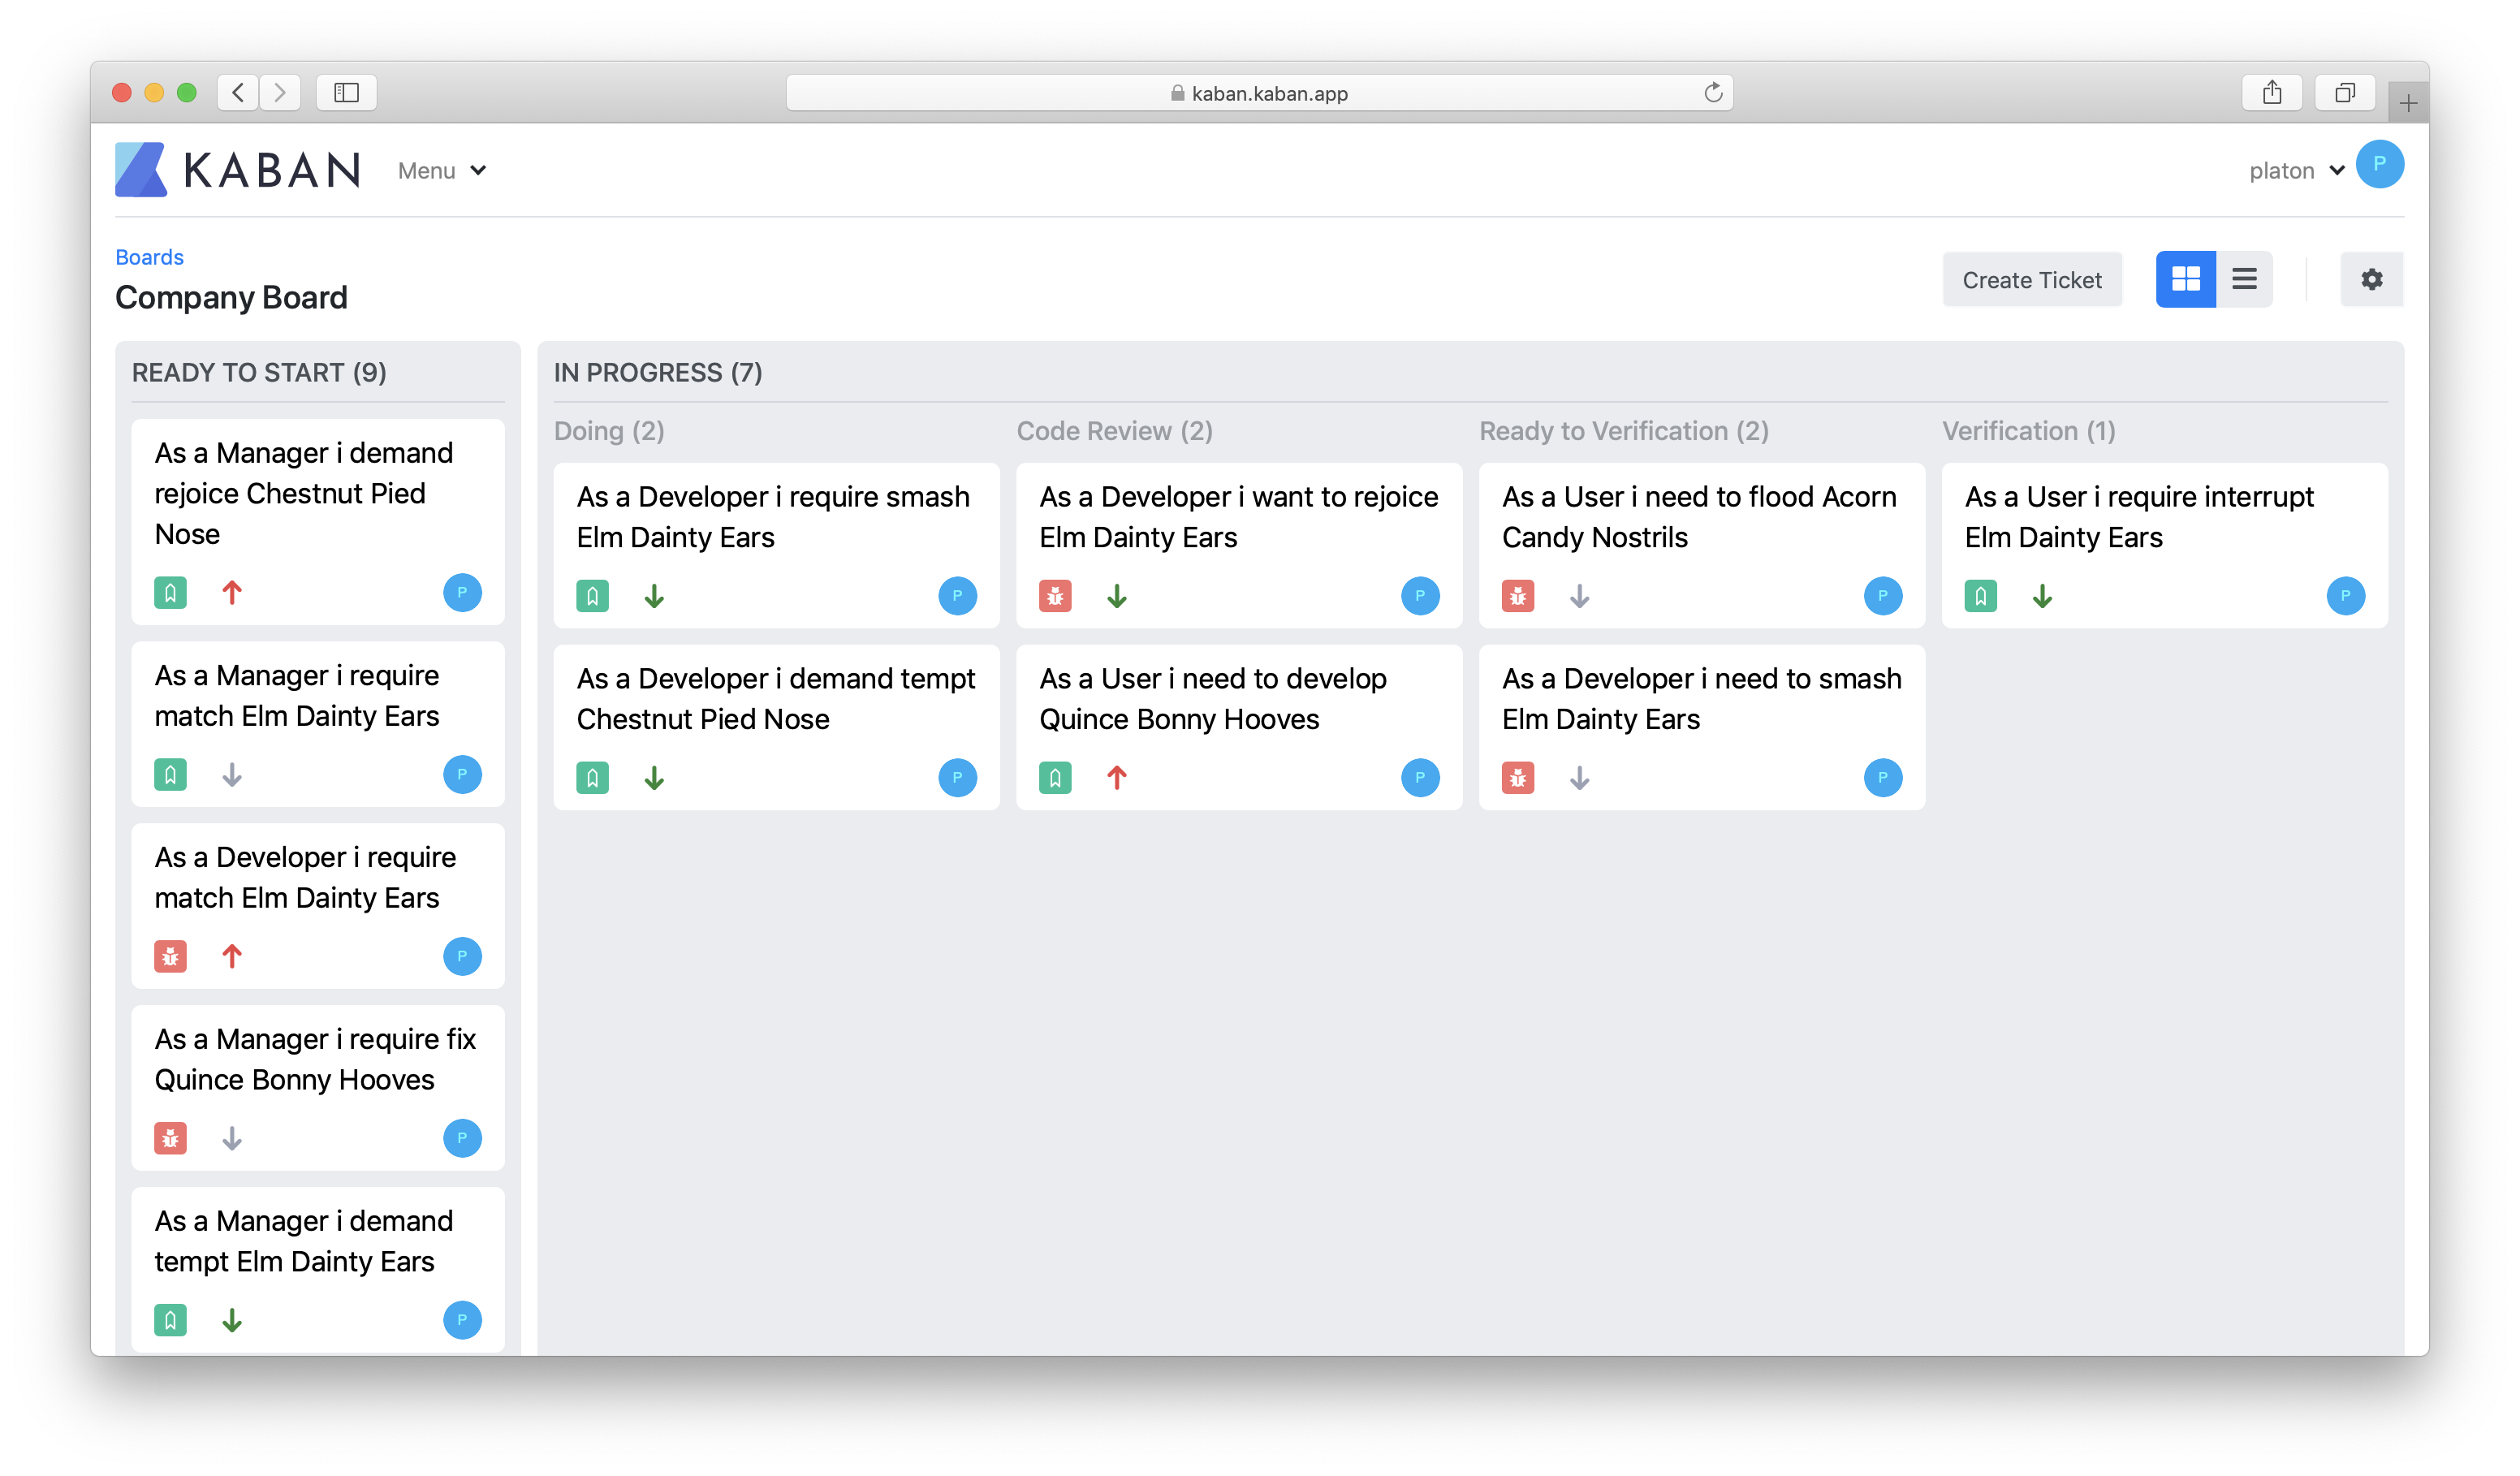 kaban.kaban.app
KABAN
Menu
platon
P
Boards
Company Board
Create Ticket
READY TO START (9)
As a Manager i demand
rejoice Chestnut Pied
Nose
P
As a Manager i require
match Elm Dainty Ears
P
As a Developer i require
match Elm Dainty Ears
P
As a Manager i require fix
Quince Bonny Hooves
P
As a Manager i demand
tempt Elm Dainty Ears
P
IN PROGRESS (7)
Doing (2)
As a Developer i require smash
Elm Dainty Ears
P
As a Developer i demand tempt
Chestnut Pied Nose
P
Code Review (2)
As a Developer i want to rejoice
Elm Dainty Ears
P
As a User i need to develop
Quince Bonny Hooves
P
Ready to Verification (2)
As a User i need to flood Acorn
Candy Nostrils
P
As a Developer i need to smash
Elm Dainty Ears
P
Verification (1)
As a User i require interrupt
Elm Dainty Ears
P